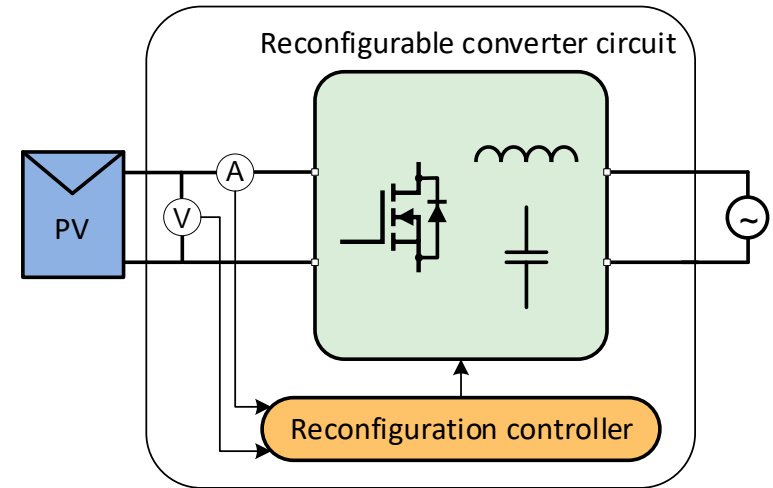 Reconfigurable converter circuit
A
PV
V
~
Reconfiguration controller